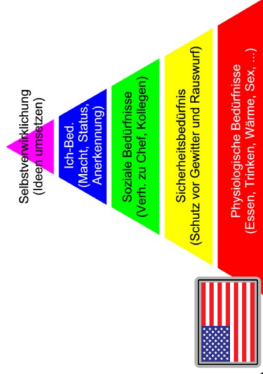 Selbstverwirklichung
(Ideen umsetzen)
Ich-Bed.
(Macht, Status,
Anerkennung)
Soziale Bedürfnisse
(Verh. zu Chef, Kollegen)
Sicherheitsbedürfnis
(Schutz vor Gewitter und Rauswurf)
Physiologische Bedürfnisse
(Essen, Trinken, Wärme, Sex, ...)